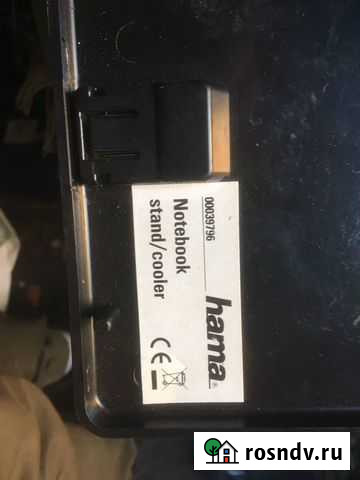 00039796
hama®
Notebook
stand/cooler
CE
rosndv.ru